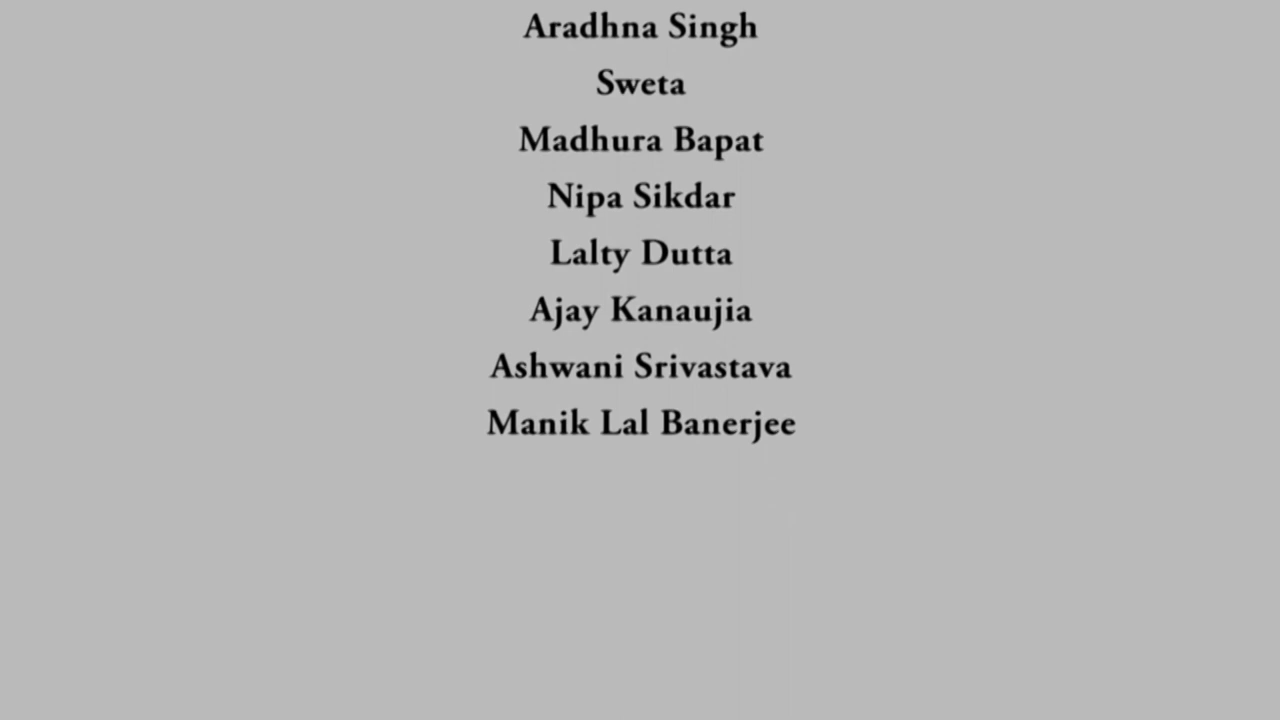 Aradhna Singh
Sweta
Madhura Bapat
Nipa Sikdar
Lalty Dutta
Ajay Kanaujia
Ashwani Srivastava
Manik Lal Banerjee